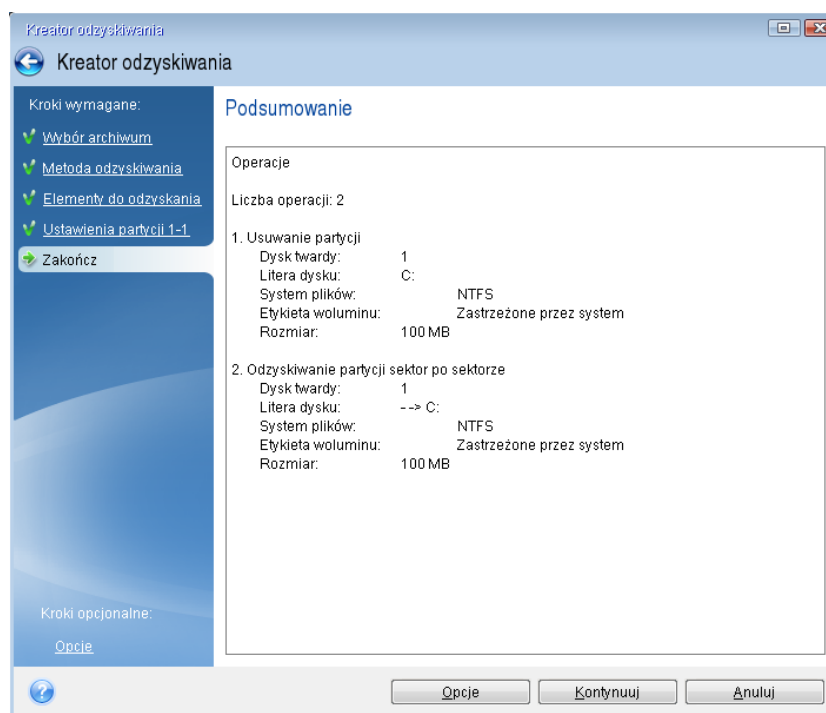 Kreator odzyskiwania
Kreator odzyskiwania
Kroki wymagane:
Wybór archiwum
Metoda odzyskiwania
Elementy do odzyskania
Ustawienia partycji 1-1
Zakończ
Podsumowanie
Operacje
Liczba operacji: 2
1. Usuwanie partycji
Dysk twardy: 1
Litera dysku: C:
System plików: NTFS
Etykieta woluminu: Zastrzeżone przez system
Rozmiar: 100 MB
2. Odzyskiwanie partycji sektor po sektorze
Dysk twardy: 1
Litera dysku: --> C:
System plików: NTFS
Etykieta woluminu: Zastrzeżone przez system
Rozmiar: 100 MB
Kroki opcjonalne:
Opcje
Opcje Kontynuuj Anuluj